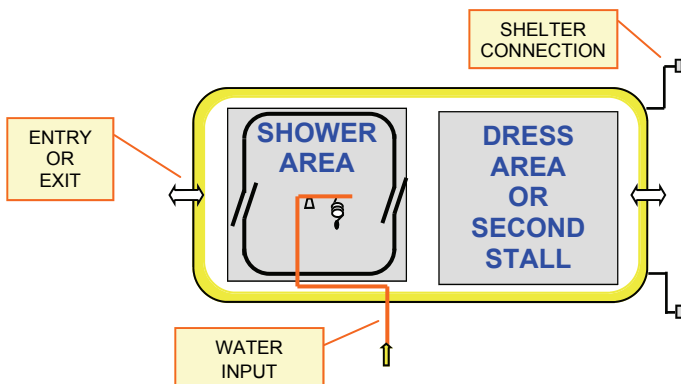 SHELTER
CONNECTION
ENTRY
OR
EXIT
SHOWER
AREA
DRESS
AREA
OR
SECOND
STALL
WATER
INPUT